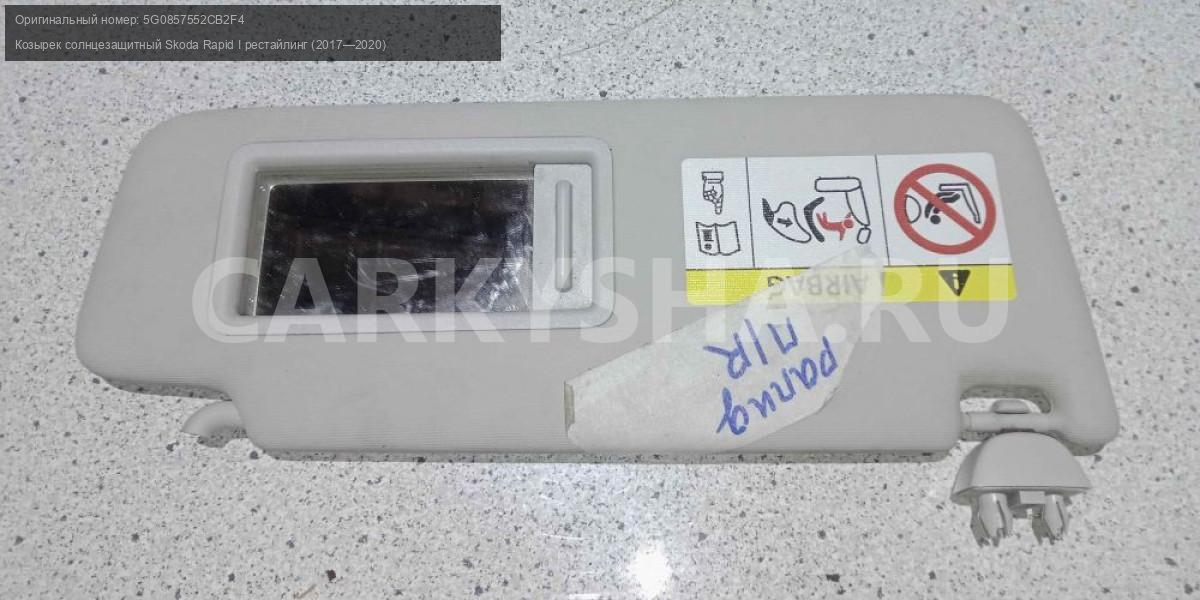 Оригинальный номер: 5G0857552CB2F4
Козырек солнцезащитный Skoda Rapid I рестайлинг (2017—2020)
CARKYSHA.RU
AIRBAG
рапид
П/R